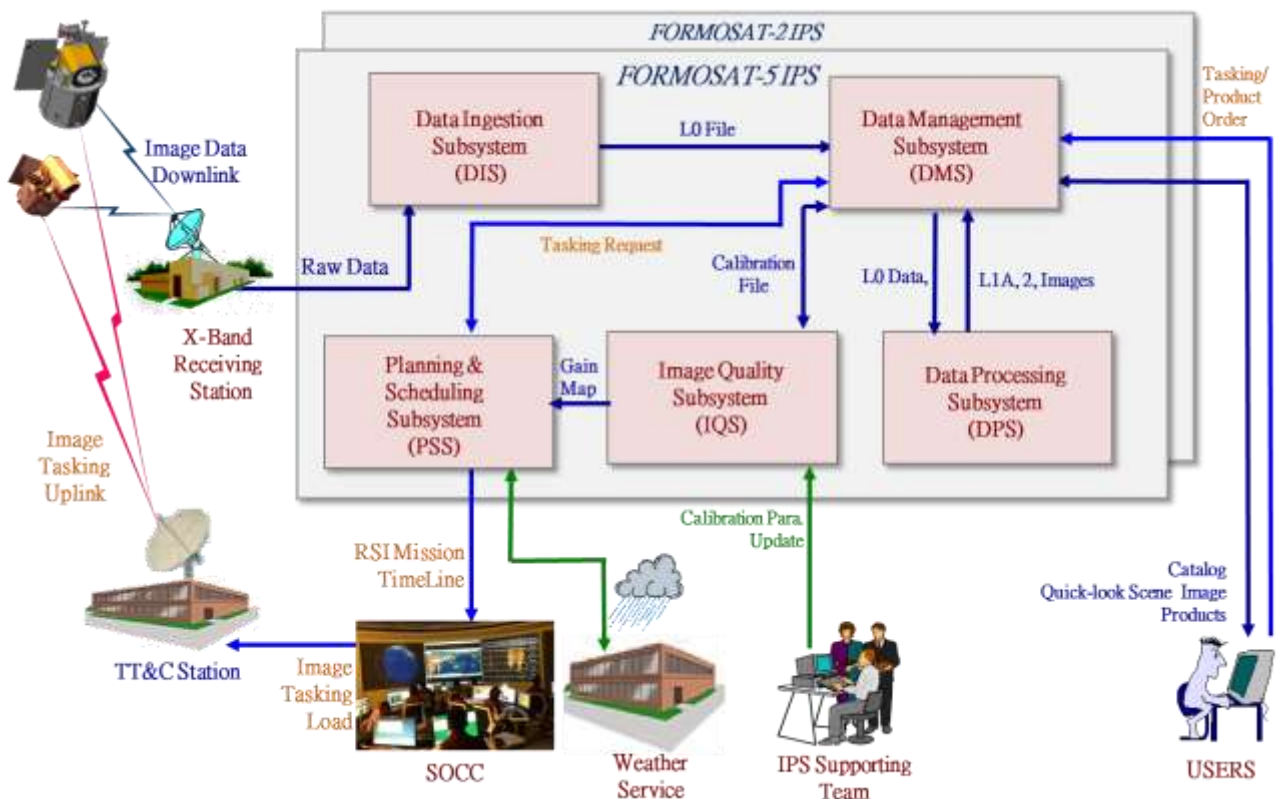 FORMOSAT-2 IPS
FORMOSAT-5 IPS
Tasking/
Product
Order
Data Ingestion
Subsystem
(DIS)
L0 File
Data Management
Subsystem
(DMS)
Image Data
Downlink
Raw Data
Tasking Request
Calibration
File
L0 Data,
L1A, 2, Images
X-Band
Receiving
Station
Planning &
Scheduling
Subsystem
(PSS)
Gain
Map
Image Quality
Subsystem
(IQS)
Data Processing
Subsystem
(DPS)
Image
Tasking
Uplink
RSI Mission
TimeLine
Calibration Para.
Update
Catalog
Quick-look Scene Image
Products
TT&C Station
Image
Tasking
Load
SOCC
Weather
Service
IPS Supporting
Team
USERS